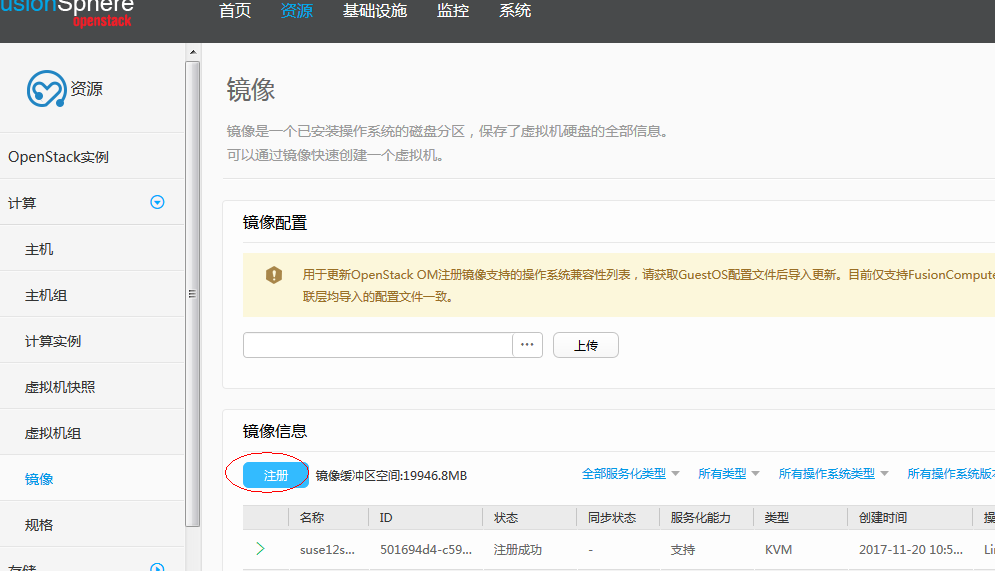 usionSphere
openstack
首页 资源 基础设施 监控 系统
资源
OpenStack实例
计算
主机
主机组
计算实例
虚拟机快照
虚拟机组
镜像
规格
存储
镜像
镜像是一个已安装操作系统的磁盘分区，保存了虚拟机硬盘的全部信息。
可以通过镜像快速创建一个虚拟机。
镜像配置
用于更新OpenStack OM注册镜像支持的操作系统兼容性列表，请获取GuestOS配置文件后导入更新。目前仅支持FusionCompute
联层均导入的配置文件一致。
... 上传
镜像信息
注册 镜像缓冲区空间:19946.8MB 全部服务化类型 所有类型 所有操作系统类型 所有操作系统版本
名称 ID 状态 同步状态 服务化能力 类型 创建时间 操
suse12s... 501694d4-c59... 注册成功 - 支持 KVM 2017-11-20 10:5... Li